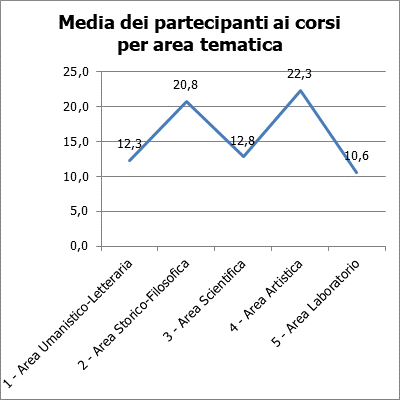 Media dei partecipanti ai corsi
per area tematica
25,0
20,0
15,0
10,0
5,0
0,0
12,3
20,8
12,8
22,3
10,6
1 - Area Umanistico-Letteraria
2 - Area Storico-Filosofica
3 - Area Scientifica
4 - Area Artistica
5 - Area Laboratorio